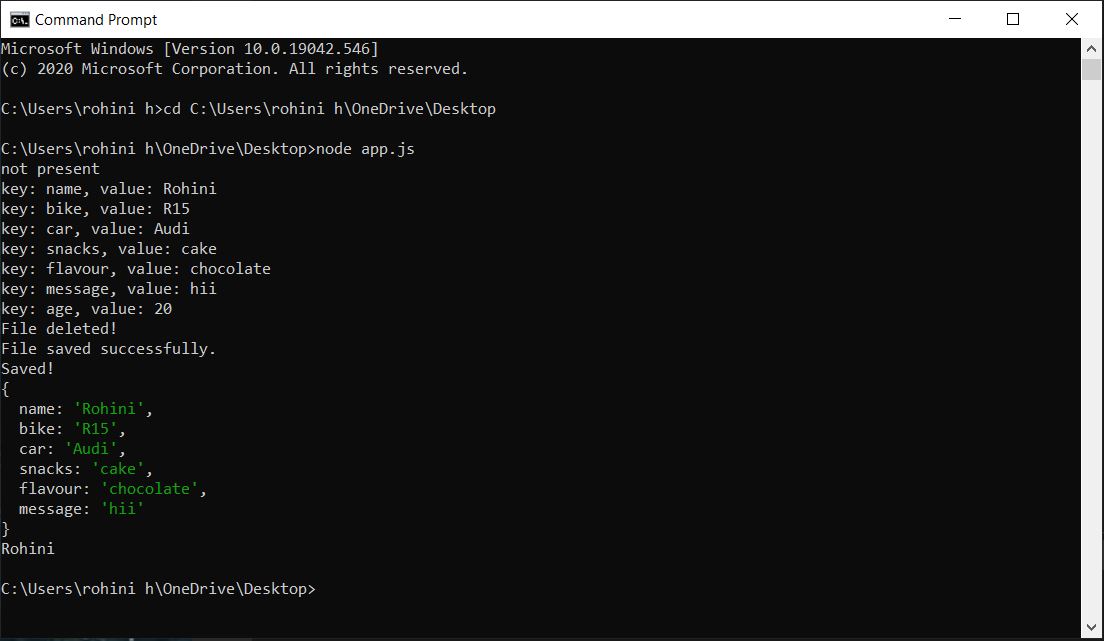 Command Prompt
Microsoft Windows [Version 10.0.19042.546]
(c) 2020 Microsoft Corporation. All rights reserved.
C:\Users\rohini h>cd C:\Users\rohini h\OneDrive\Desktop
C:\Users\rohini h\OneDrive\Desktop>node app.js
not present
key: name, value: Rohini
key: bike, value: R15
key: car, value: Audi
key: snacks, value: cake
key: flavour, value: chocolate
key: message, value: hii
key: age, value: 20
File deleted!
File saved successfully.
Saved!
{
  name: 'Rohini',
  bike: 'R15',
  car: 'Audi',
  snacks: 'cake',
  flavour: 'chocolate',
  message: 'hii'
}
Rohini
C:\Users\rohini h\OneDrive\Desktop>